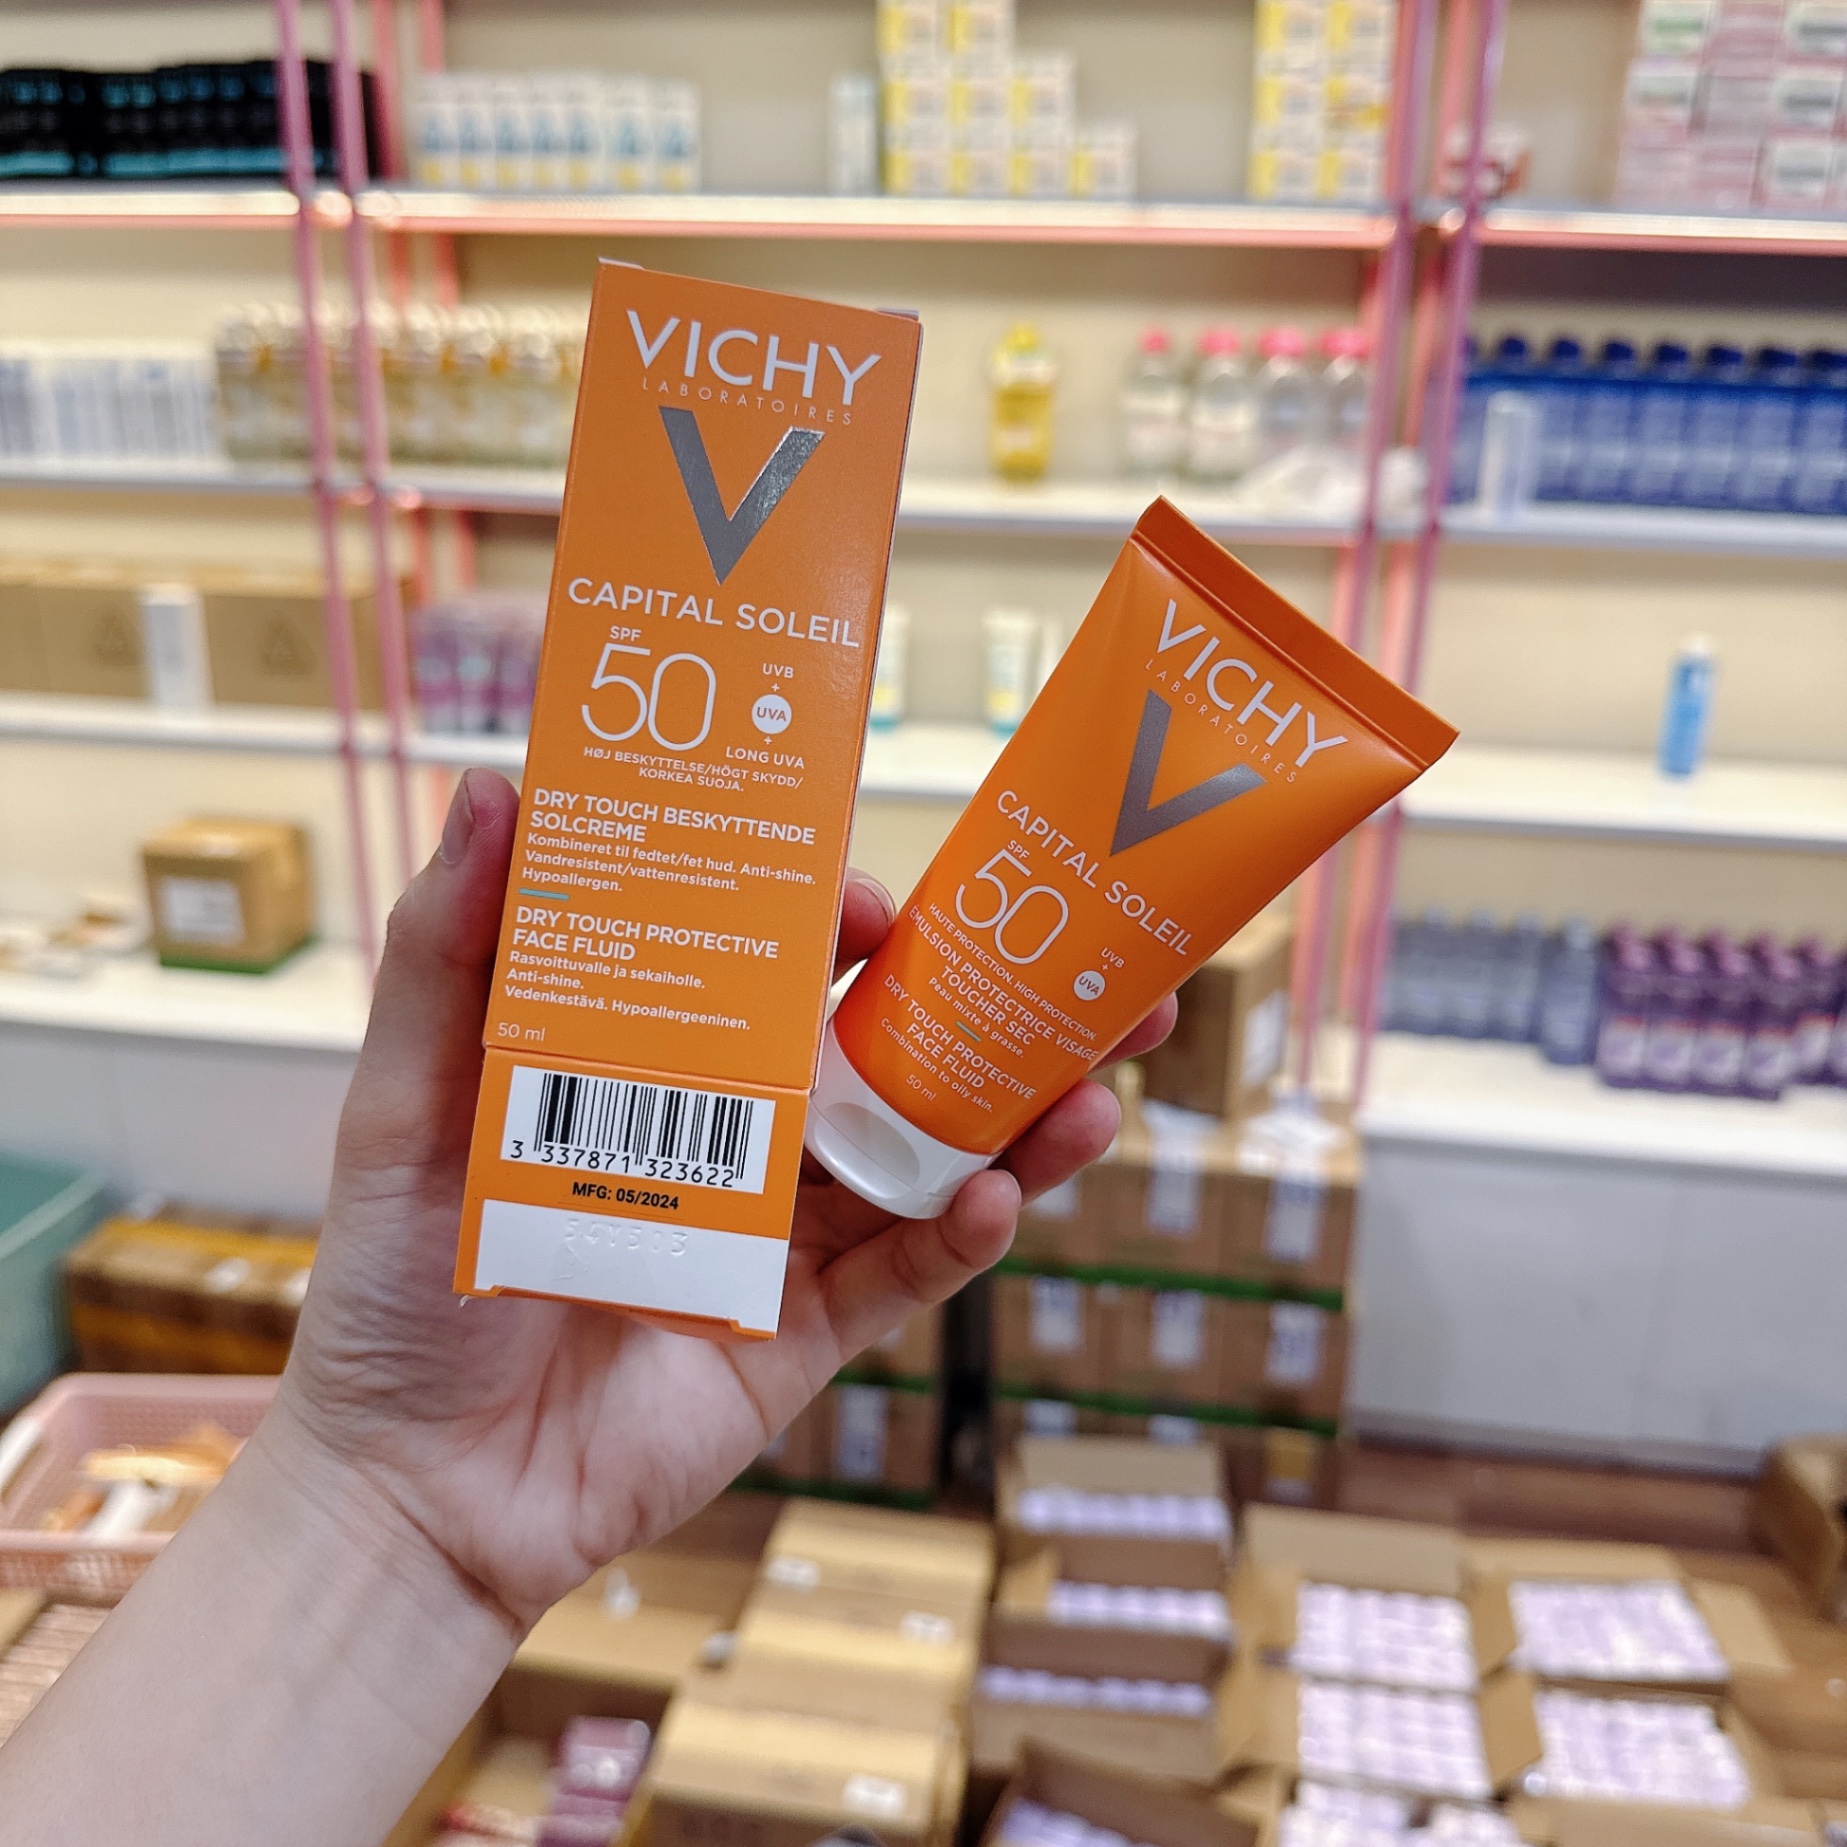 VICHY
LABORATOIRES
CAPITAL SOLEIL
SPF
50
UVB
+
UVA
+
LONG UVA
HØJ BESKYTTELSE/HÖGT SKYDD/
KORKEA SUOJA.
DRY TOUCH BESKYTTENDE
SOLCREME
Kombineret til fedtet/fet hud. Anti-shine.
Vandresistent/vattenresistent.
Hypoallergen.
DRY TOUCH PROTECTIVE
FACE FLUID
Rasvoittuvalle ja sekaiholle.
Anti-shine.
Vedenkestävä. Hypoallergeeninen.
50 ml
3 337871 323622
MFG: 05/2024
VICHY
LABORATOIRES
CAPITAL SOLEIL
SPF
50
UVB
+
UVA
HAUTE PROTECTION. HIGH PROTECTION.
ÉMULSION PROTECTRICE VISAGE
TOUCHER SEC
Peau mixte à grasse.
DRY TOUCH PROTECTIVE
FACE FLUID
Combination to oily skin.
50 ml